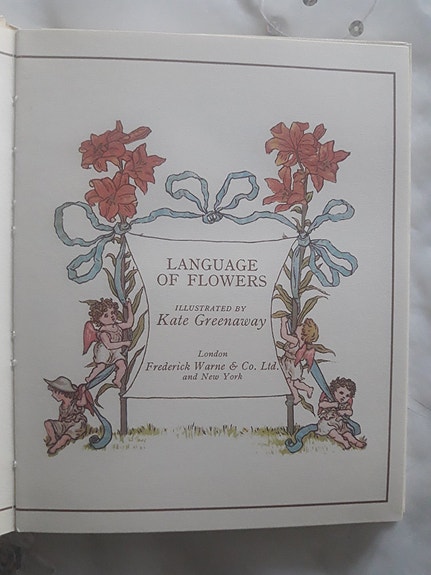 LANGUAGE
OF FLOWERS
ILLUSTRATED BY
Kate Greenaway
London
Frederick Warne & Co. Ltd.
and New York